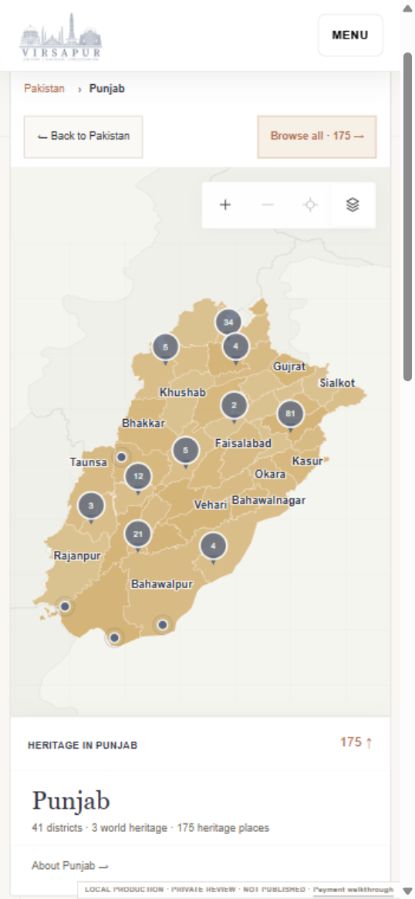 VIRSAPUR
MENU
Pakistan › Punjab
← Back to Pakistan
Browse all · 175 →
+ −
34
5
4
Gujrat
Sialkot
Khushab
2
81
Bhakkar
Faisalabad
5
Taunsa
Kasur
12
Okara
3
Vehari
Bahawalnagar
21
4
Rajanpur
Bahawalpur
HERITAGE IN PUNJAB
175 ↑
Punjab
41 districts · 3 world heritage · 175 heritage places
About Punjab →
LOCAL PRODUCTION · PRIVATE REVIEW · NOT PUBLISHED · Payment walkthrough